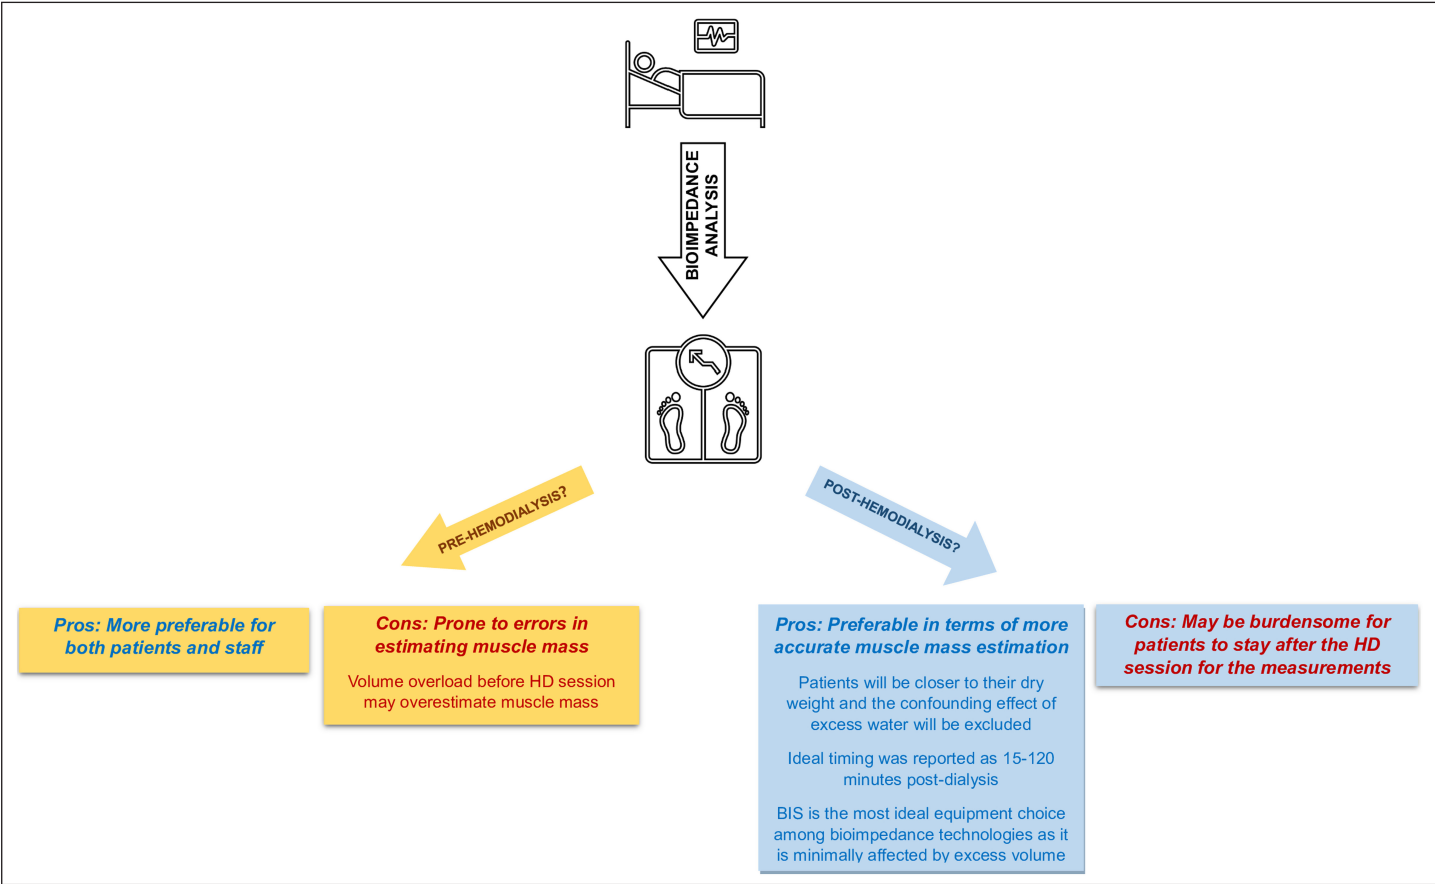 BIOIMPEDANCE
ANALYSIS
PRE-HEMODIALYSIS?
POST-HEMODIALYSIS?
Pros: More preferable for
both patients and staff
Cons: Prone to errors in
estimating muscle mass
Volume overload before HD session
may overestimate muscle mass
Pros: Preferable in terms of more
accurate muscle mass estimation
Patients will be closer to their dry
weight and the confounding effect of
excess water will be excluded
Ideal timing was reported as 15-120
minutes post-dialysis
BIS is the most ideal equipment choice
among bioimpedance technologies as it
is minimally affected by excess volume
Cons: May be burdensome for
patients to stay after the HD
session for the measurements